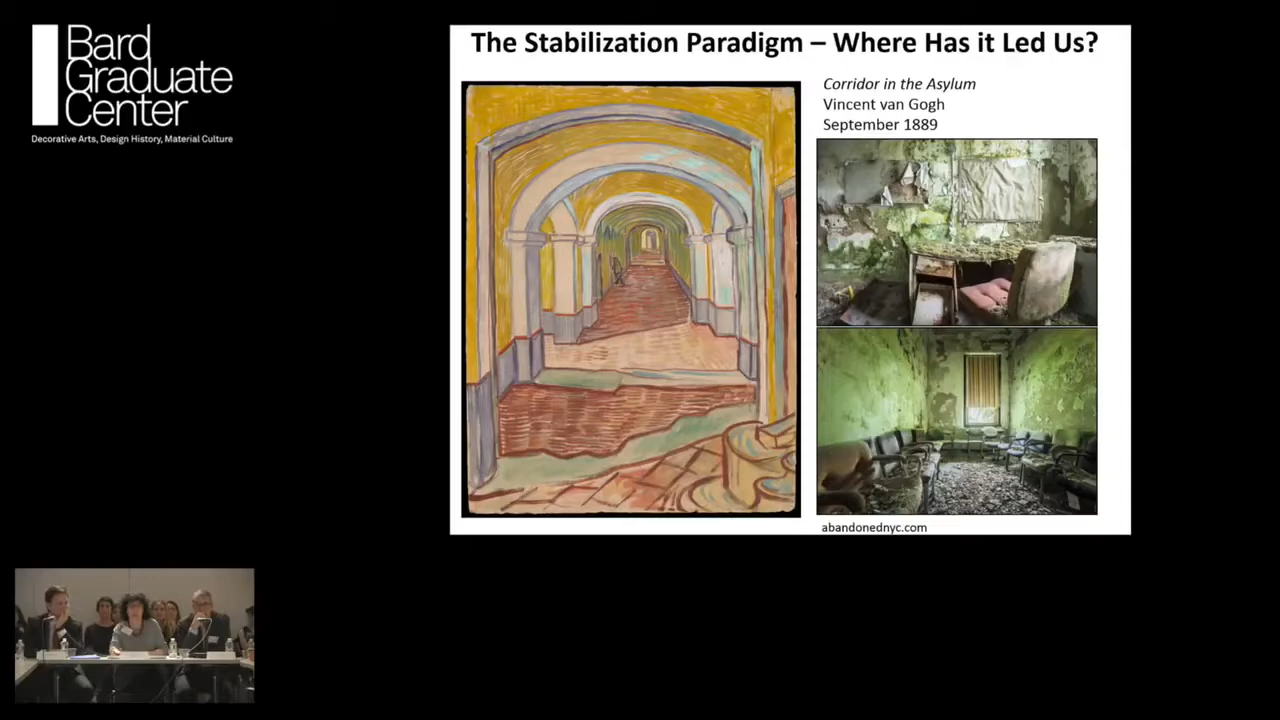 Bard
Graduate
Center
Decorative Arts, Design History, Material Culture
The Stabilization Paradigm – Where Has it Led Us?
Corridor in the Asylum
Vincent van Gogh
September 1889
abandonednyc.com